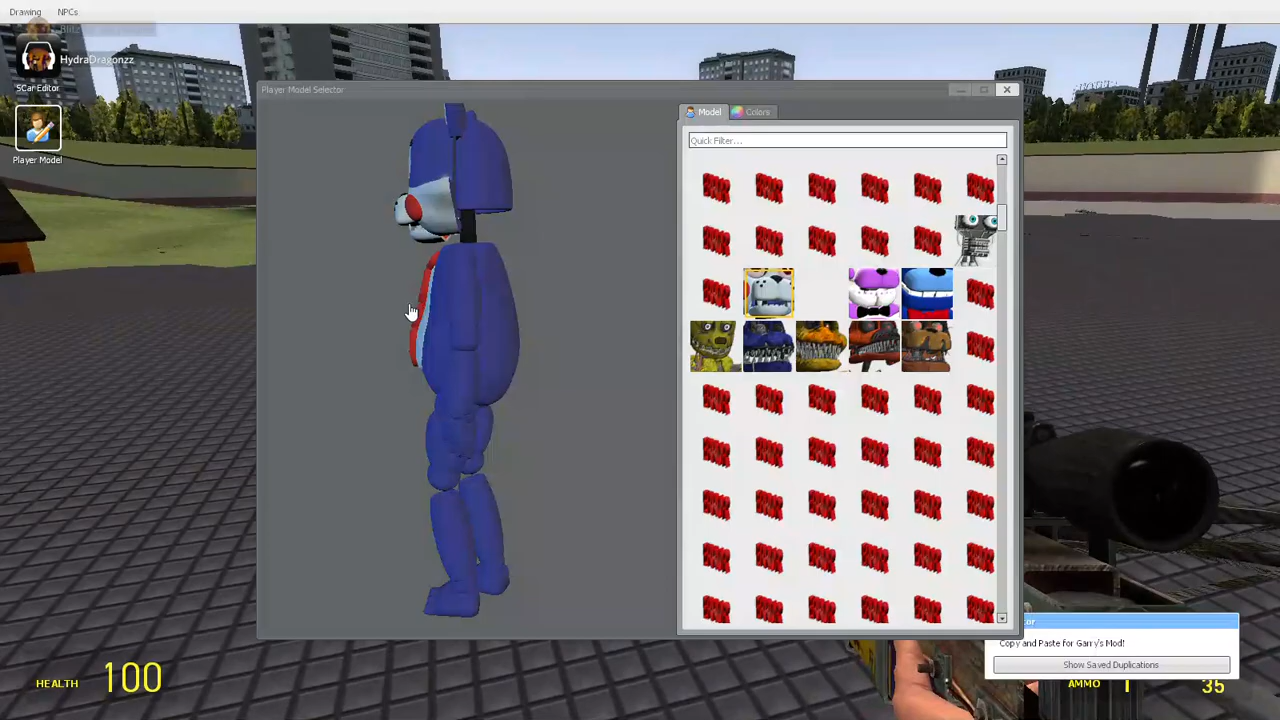 Drawing NPCs
HydraDragonzz
SCar Editor
Player Model
Player Model Selector
Model Colors
Quick Filter...
Copy and Paste for Garry's Mod!
Show Saved Duplications
HEALTH 100
AMMO 1 35